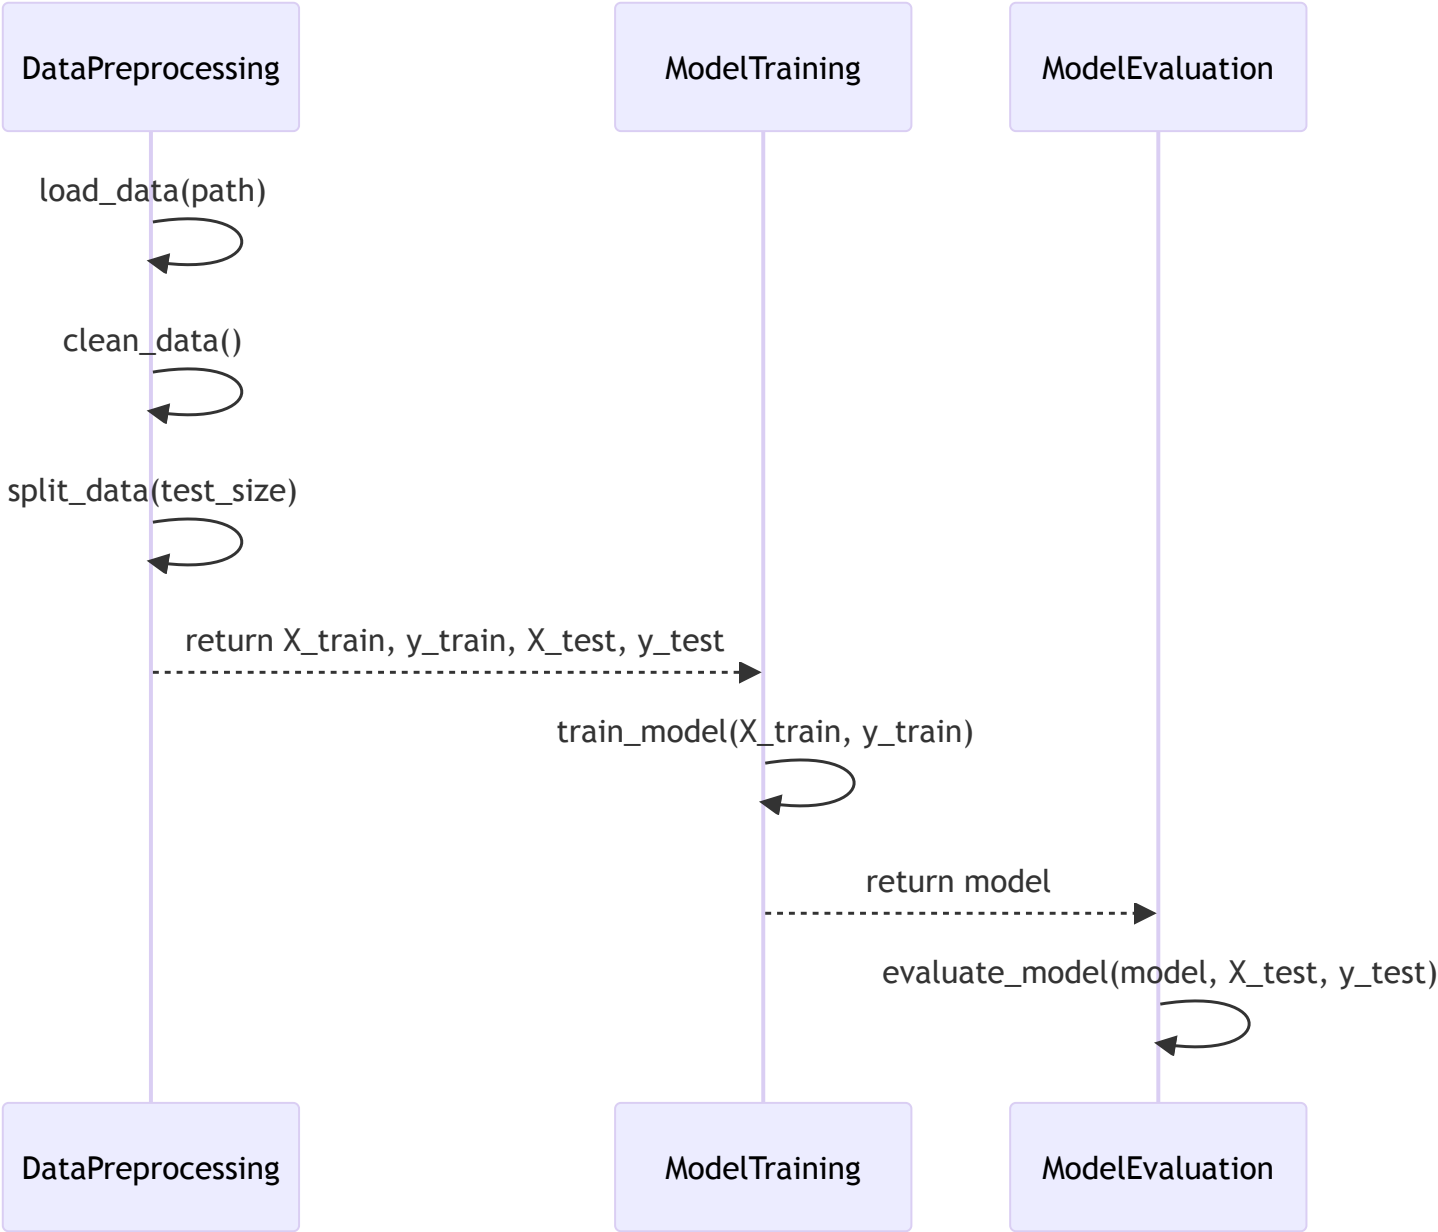 DataPreprocessing
ModelTraining
ModelEvaluation
load_data(path)
clean_data()
split_data(test_size)
return X_train, y_train, X_test, y_test
train_model(X_train, y_train)
return model
evaluate_model(model, X_test, y_test)
DataPreprocessing
ModelTraining
ModelEvaluation